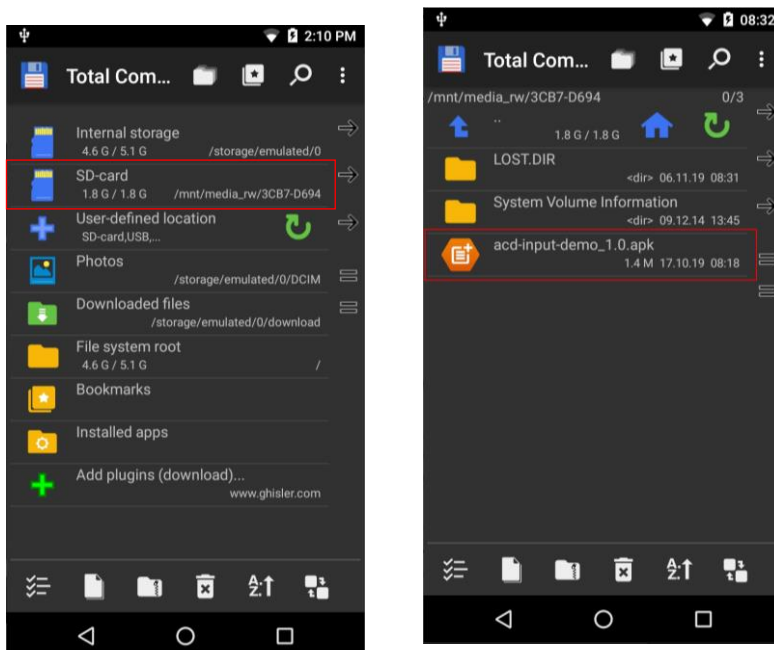 2:10 PM
Total Com...
Internal storage
4.6 G / 5.1 G /storage/emulated/0
SD-card
1.8 G / 1.8 G /mnt/media_rw/3CB7-D694
User-defined location
SD-card,USB,...
Photos
/storage/emulated/0/DCIM
Downloaded files
/storage/emulated/0/download
File system root
4.6 G / 5.1 G /
Bookmarks
Installed apps
Add plugins (download)...
www.ghisler.com
A:
Z:
08:32
Total Com...
/mnt/media_rw/3CB7-D694 0/3
..
1.8 G / 1.8 G
LOST.DIR
<dir> 06.11.19 08:31
System Volume Information
<dir> 09.12.14 13:45
acd-input-demo_1.0.apk
1.4 M 17.10.19 08:18
A:
Z: